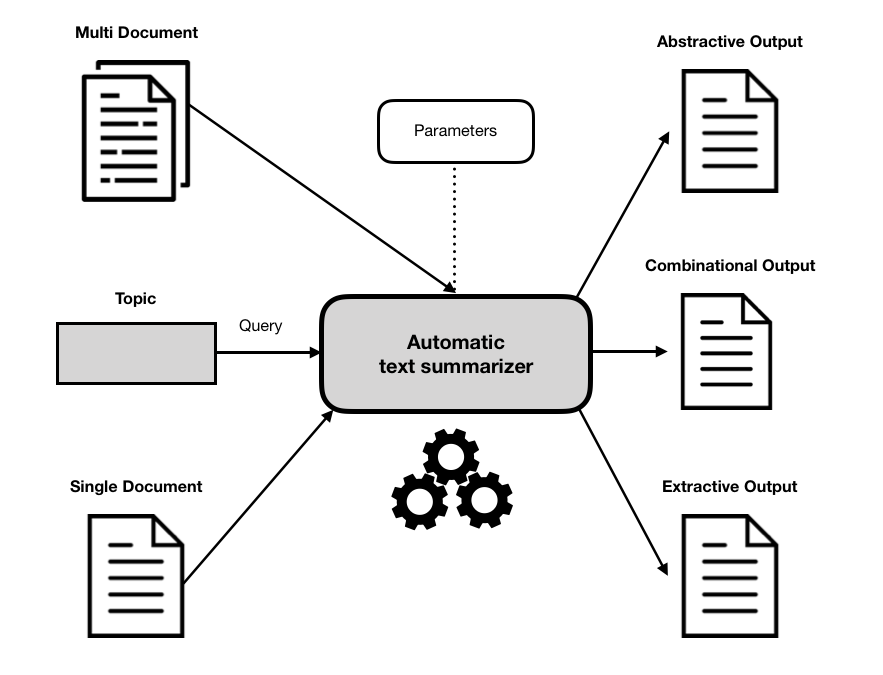 Multi Document
Abstractive Output
Parameters
Combinational Output
Topic
Query
Automatic
text summarizer
Single Document
Extractive Output